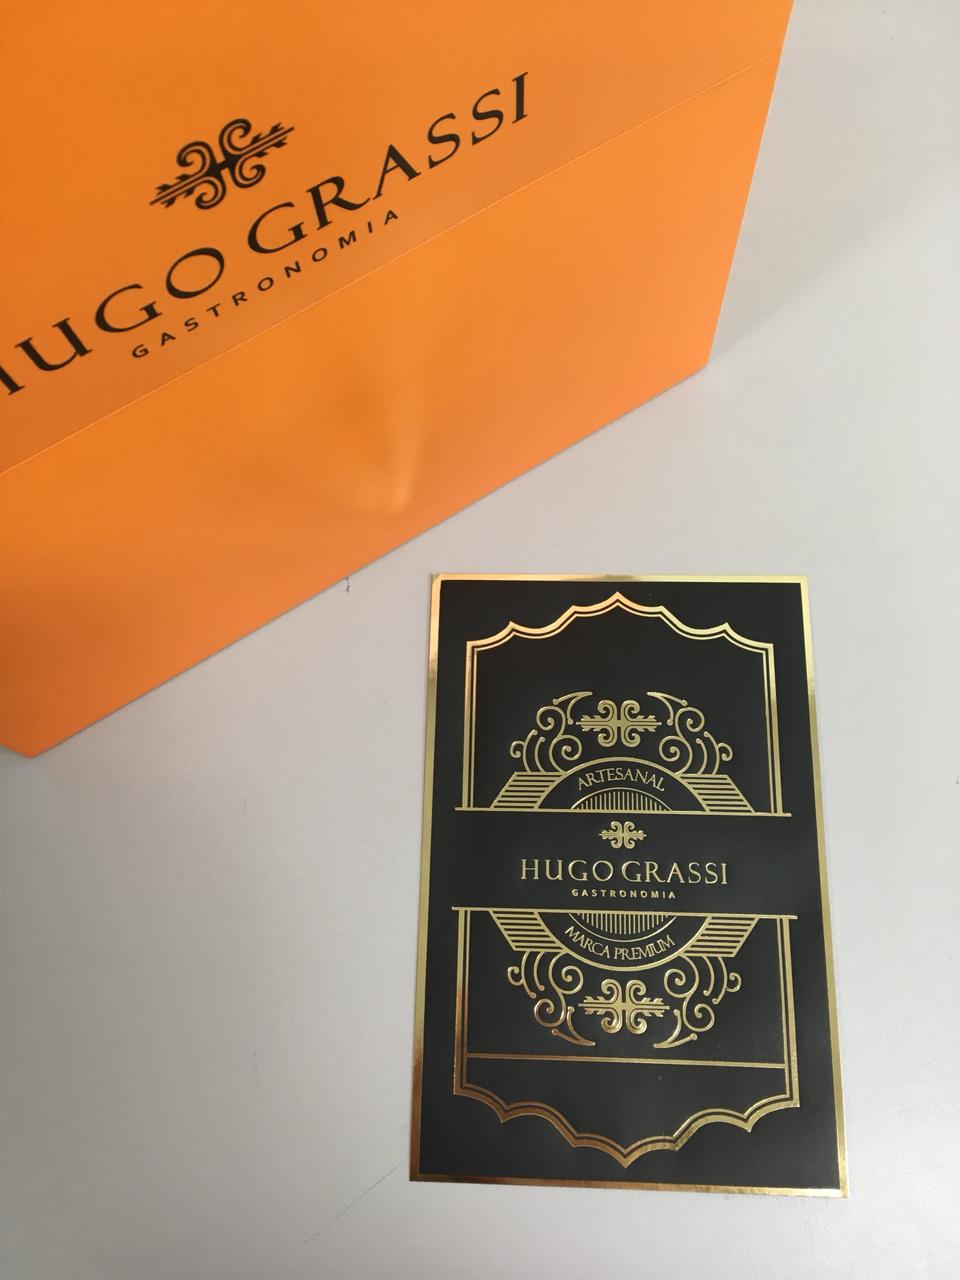 HUGO GRASSI
GASTRONOMIA
ARTESANAL
HUGO GRASSI
GASTRONOMIA
MARCA PREMIUM